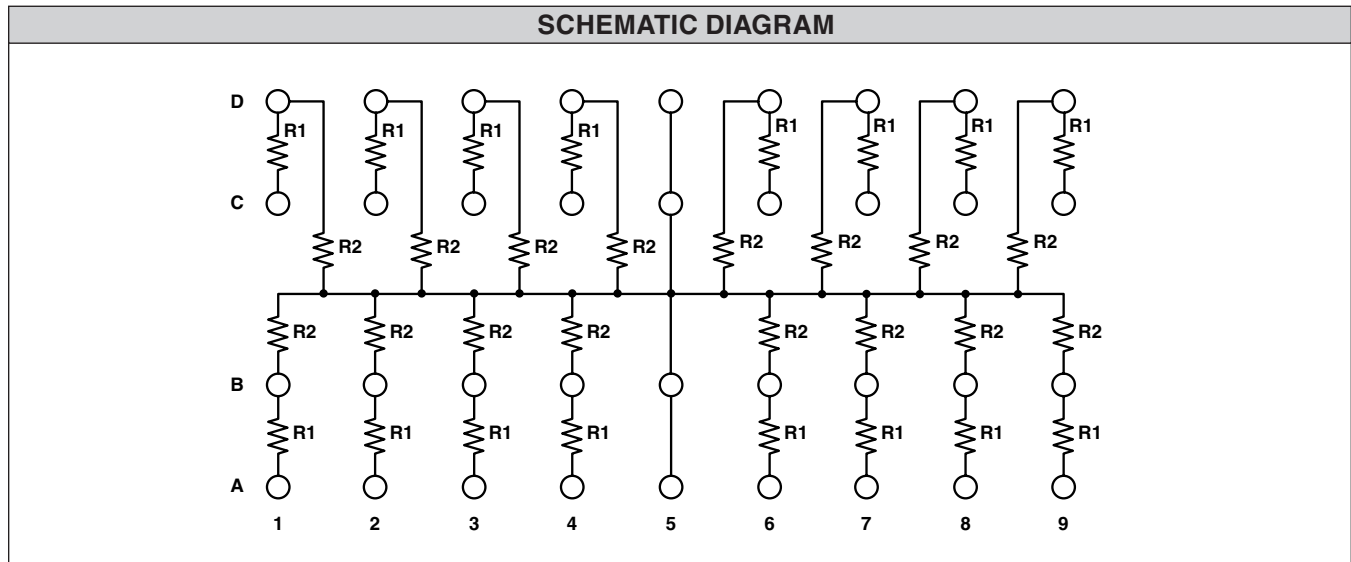 SCHEMATIC DIAGRAM
D
R1 R1 R1 R1 R1 R1 R1 R1
C
R2 R2 R2 R2 R2 R2 R2 R2
R2 R2 R2 R2 R2 R2 R2 R2
B
R1 R1 R1 R1 R1 R1 R1 R1
A
1 2 3 4 5 6 7 8 9